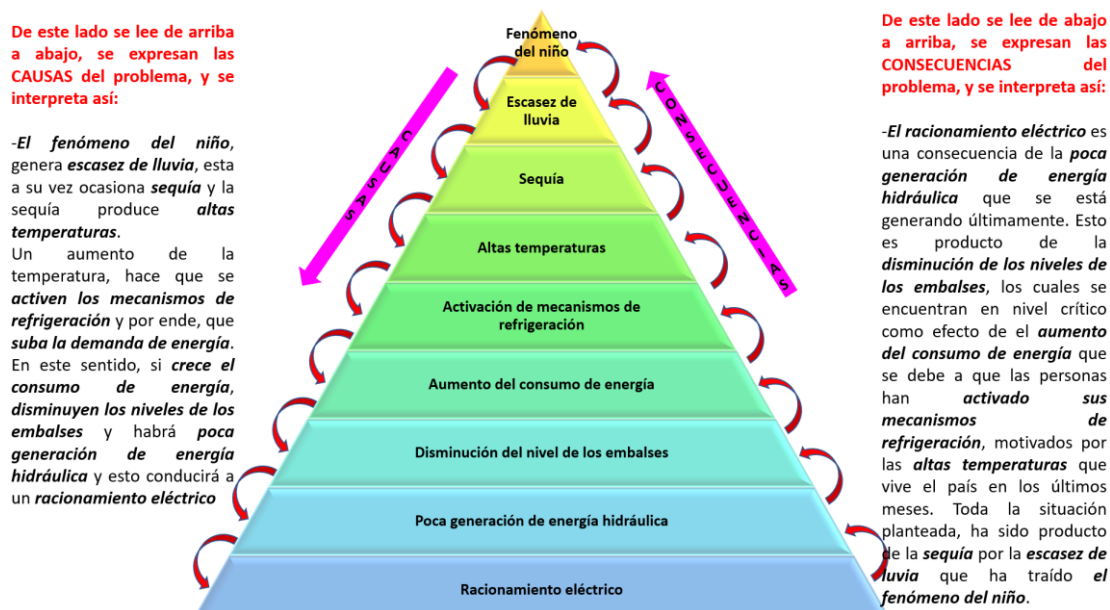 De este lado se lee de arriba
a abajo, se expresan las
CAUSAS del problema, y se
interpreta así:
-El fenómeno del niño,
genera escasez de lluvia, esta
a su vez ocasiona sequía y la
sequía produce altas
temperaturas.
Un aumento de la
temperatura, hace que se
activen los mecanismos de
refrigeración y por ende, que
suba la demanda de energía.
En este sentido, si crece el
consumo de energía,
disminuyen los niveles de los
embalses y habrá poca
generación de energía
hidráulica y esto conducirá a
un racionamiento eléctrico
CAUSAS
Fenómeno
del niño
Escasez de
lluvia
Sequía
Altas temperaturas
Activación de mecanismos de
refrigeración
Aumento del consumo de energía
Disminución del nivel de los embalses
Poca generación de energía hidráulica
Racionamiento eléctrico
CONSECUENCIAS
De este lado se lee de abajo
a arriba, se expresan las
CONSECUENCIAS del
problema, y se interpreta así:
-El racionamiento eléctrico es
una consecuencia de la poca
generación de energía
hidráulica que se está
generando últimamente. Esto
es producto de la
disminución de los niveles de
los embalses, los cuales se
encuentran en nivel crítico
como efecto de el aumento
del consumo de energía que
se debe a que las personas
han activado sus
mecanismos de
refrigeración, motivados por
las altas temperaturas que
vive el país en los últimos
meses. Toda la situación
planteada, ha sido producto
de la sequía por la escasez de
lluvia que ha traído el
fenómeno del niño.